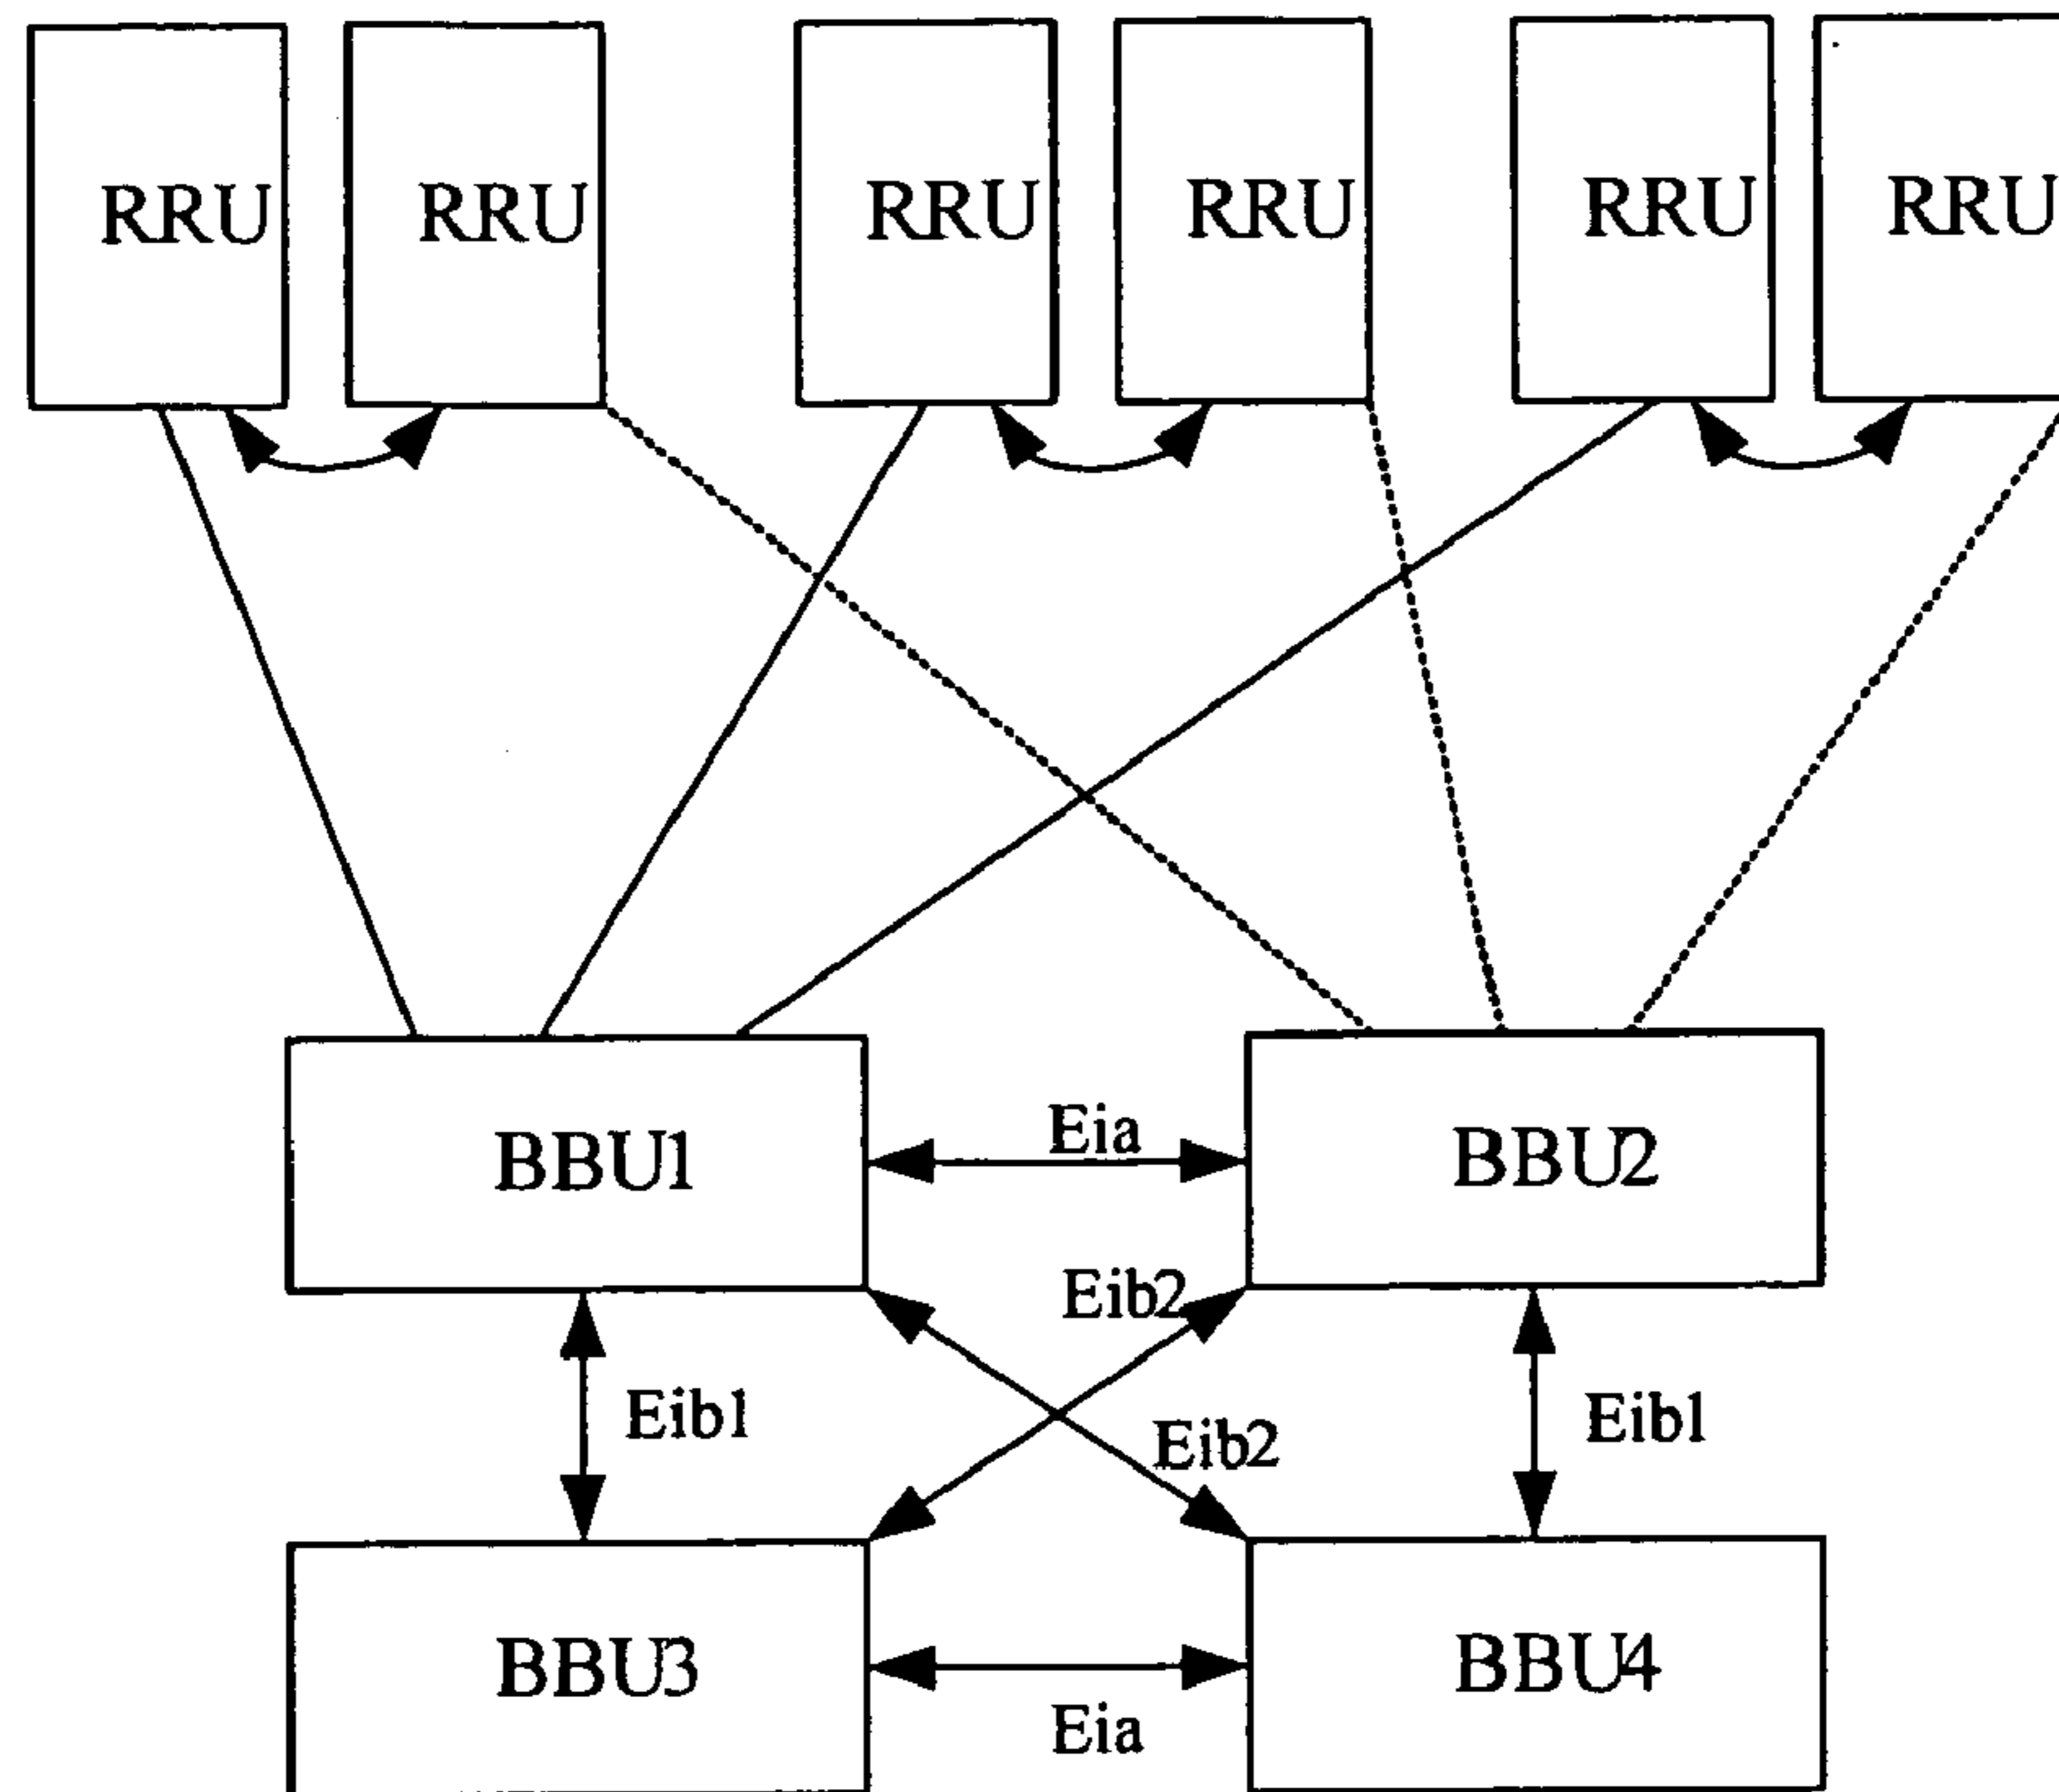 RRU RRU RRU RRU RRU RRU
BBU1 Eia BBU2
Eib2
Eib1 Eib2 Eib1
BBU3 Eia BBU4